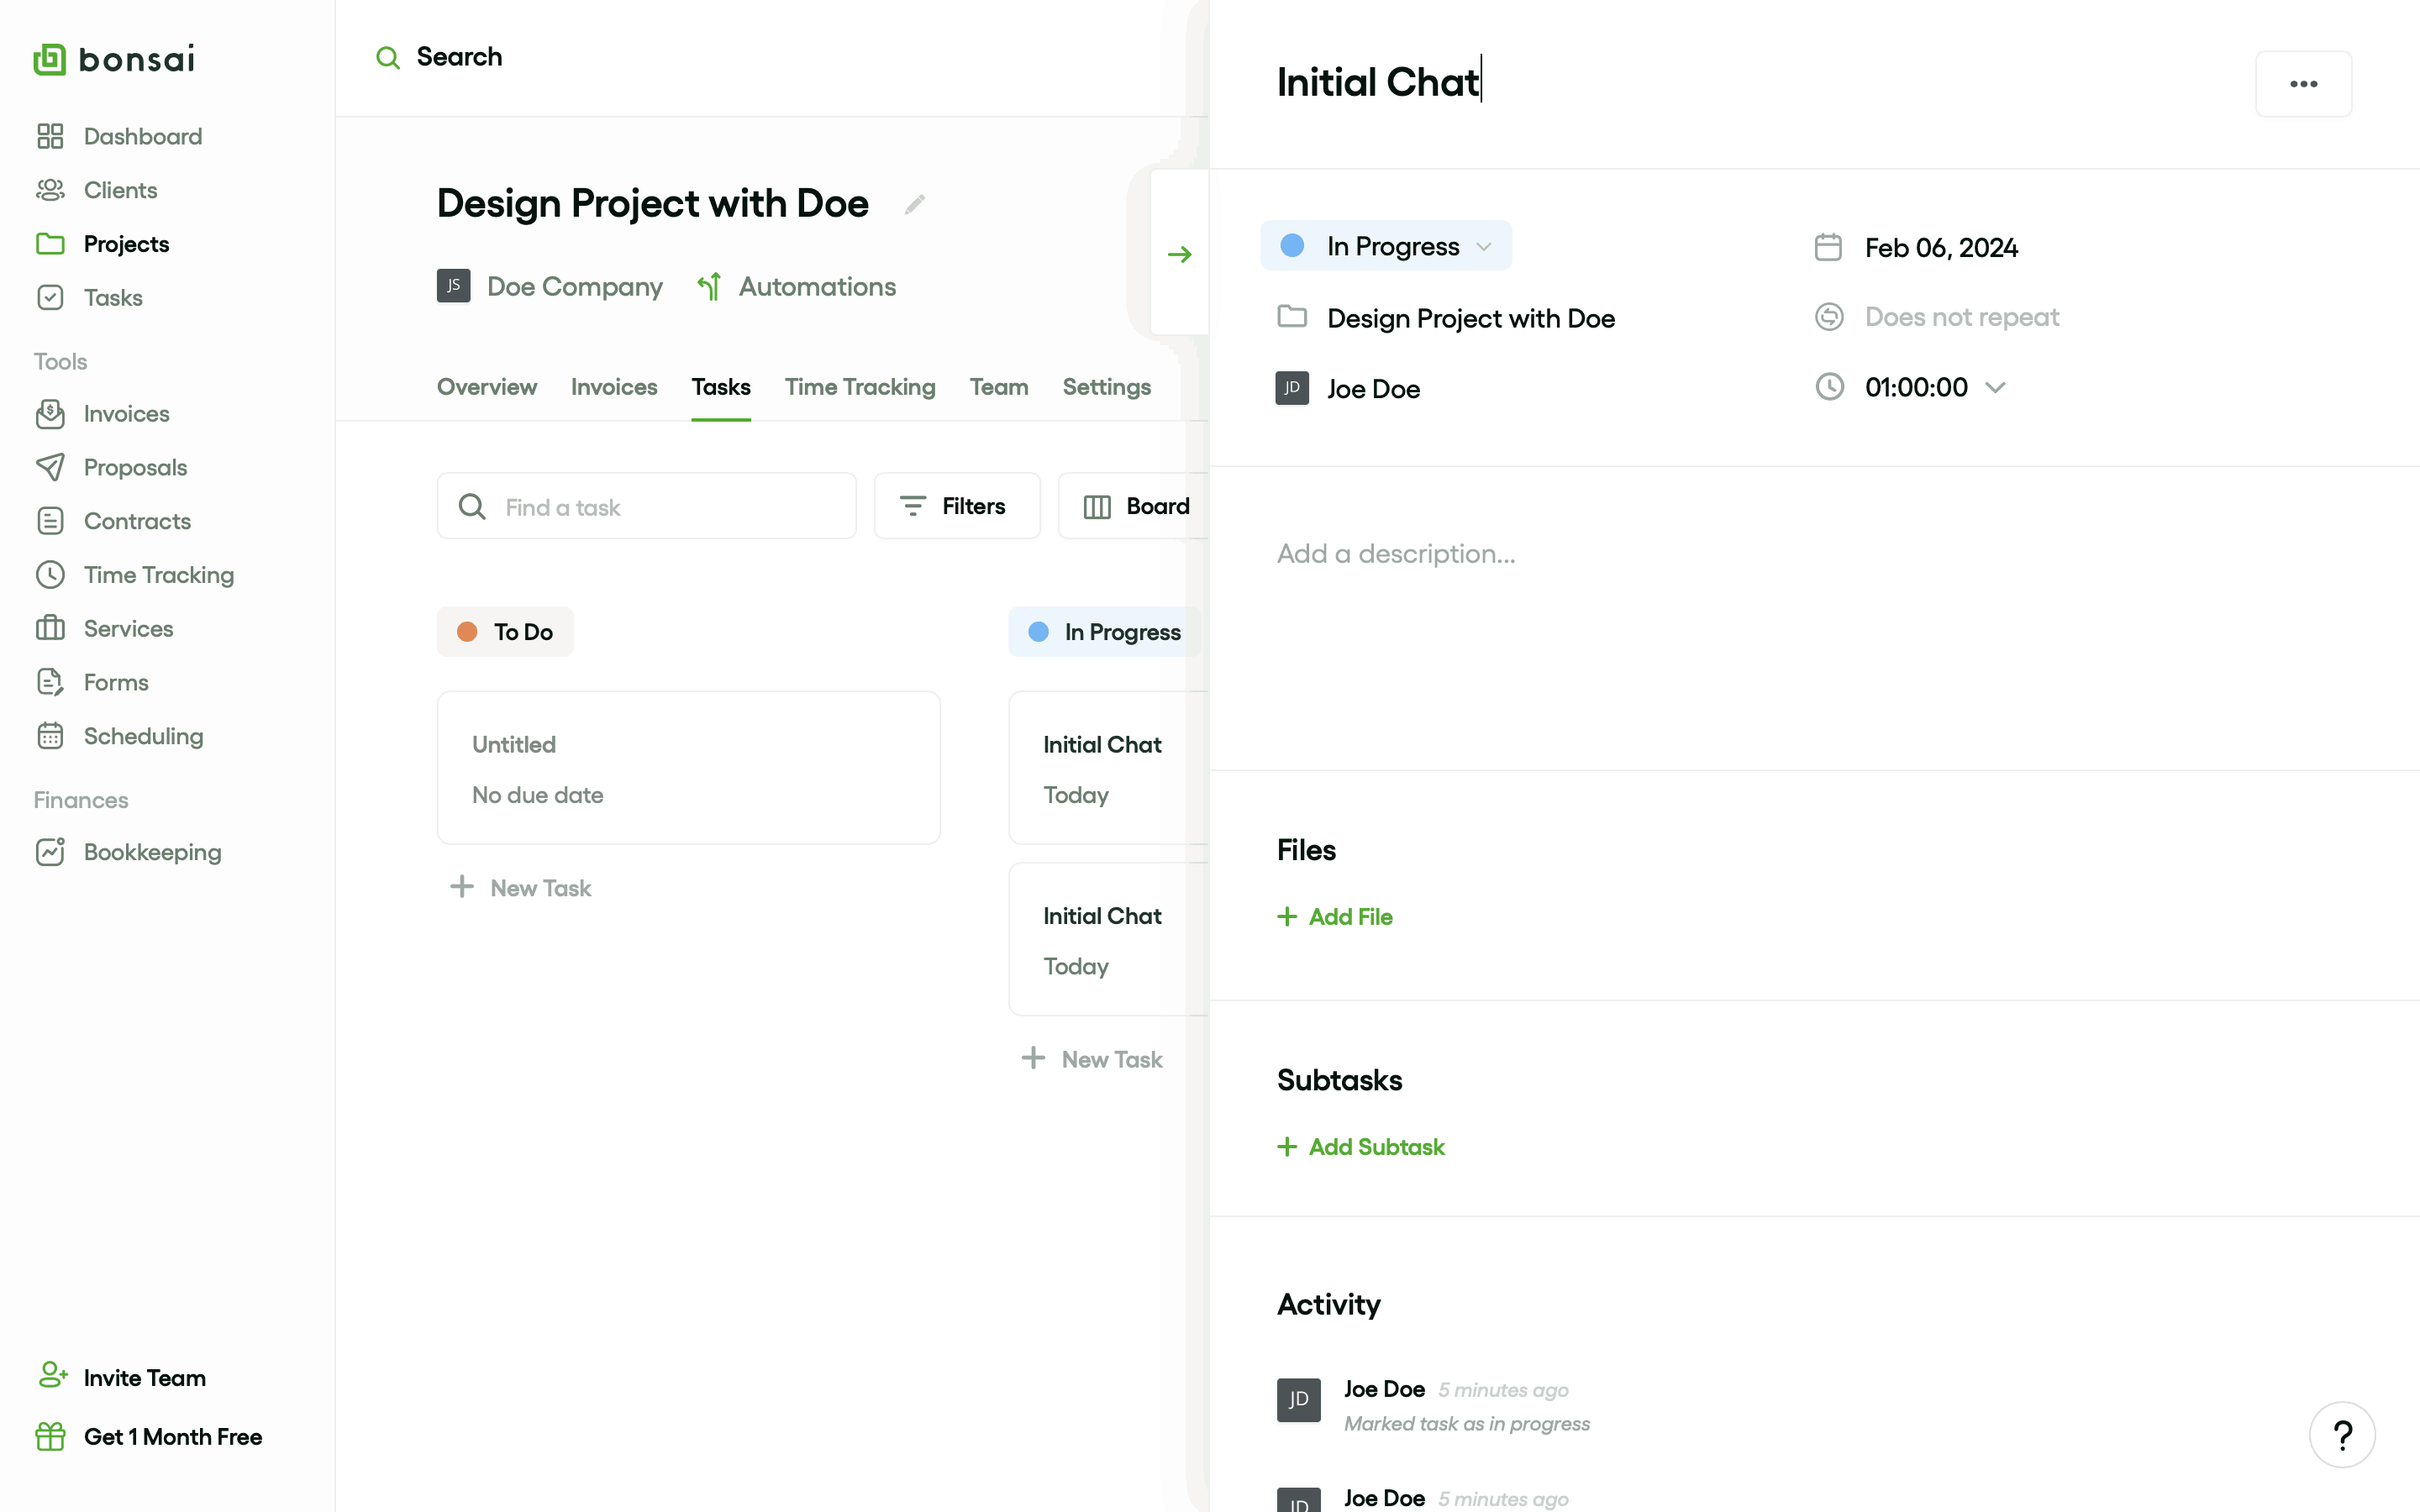 bonsai
Dashboard
Clients
Projects
Tasks
Tools
Invoices
Proposals
Contracts
Time Tracking
Services
Forms
Scheduling
Finances
Bookkeeping
Invite Team
Get 1 Month Free
Search
Design Project with Doe
JS Doe Company Automations
Overview Invoices Tasks Time Tracking Team Settings
Find a task Filters Board
To Do
Untitled
No due date
New Task
In Progress
Initial Chat
Today
Initial Chat
Today
New Task
Initial Chat
In Progress Feb 06, 2024
Design Project with Doe Does not repeat
JD Joe Doe 01:00:00
Add a description...
Files
Add File
Subtasks
Add Subtask
Activity
JD Joe Doe 5 minutes ago
Marked task as in progress
JD Joe Doe 5 minutes ago
?